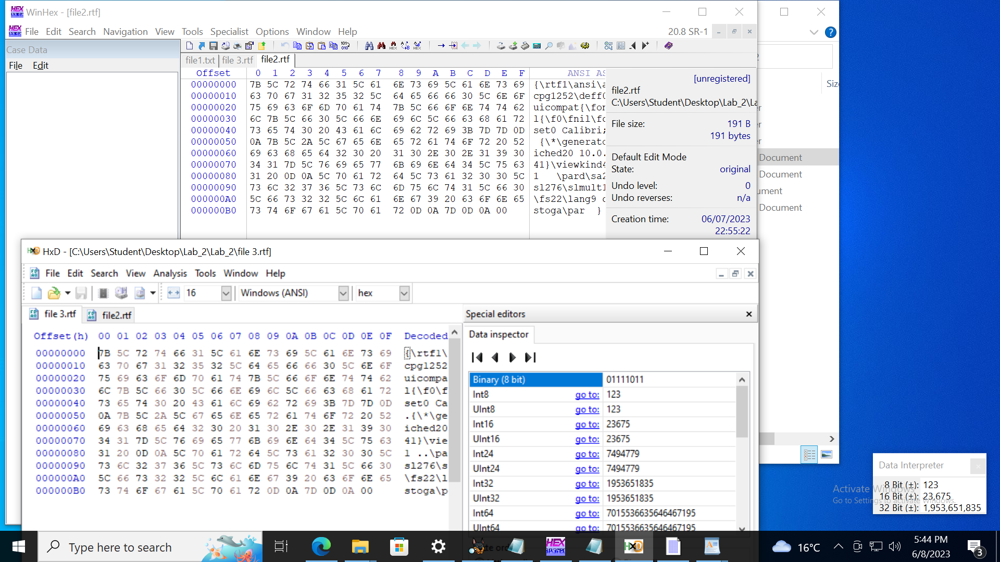 WinHex - [file2.rtf]
File Edit Search Navigation View Tools Specialist Options Window Help
20.8 SR-1
Case Data
File Edit
file1.txt file 3.rtf file2.rtf
Offset 0 1 2 3 4 5 6 7 8 9 A B C D E F ANSI AS
00000000 7B 5C 72 74 66 31 5C 61 6E 73 69 5C 61 6E 73 69 {\rtf1\ansi\a
00000010 63 70 67 31 32 35 32 5C 64 65 66 66 30 5C 6E 6F cpg1252\deff0
00000020 75 69 63 6F 6D 70 61 74 7B 5C 66 6F 6E 74 74 62 uicompat{\fon
00000030 6C 7B 5C 66 30 5C 66 6E 69 6C 5C 66 63 68 61 72 l{\f0\fnil\fc
00000040 73 65 74 30 20 43 61 6C 69 62 72 69 3B 7D 7D 0D set0 Calibri;
00000050 0A 7B 5C 2A 5C 67 65 6E 65 72 61 74 6F 72 20 52 {\*\generato
00000060 69 63 68 65 64 32 30 20 31 30 2E 30 2E 31 39 30 iched20 10.0.
00000070 34 31 7D 5C 76 69 65 77 6B 69 6E 64 34 5C 75 63 41}\viewkind4
00000080 31 20 0D 0A 5C 70 61 72 64 5C 73 61 32 30 30 5C 1 \pard\sa2
00000090 73 6C 32 37 36 5C 73 6C 6D 75 6C 74 31 5C 66 30 sl276\slmult1
000000A0 5C 66 73 32 32 5C 6C 61 6E 67 39 20 63 6F 6E 65 \fs22\lang9 c
000000B0 73 74 6F 67 61 5C 70 61 72 0D 0A 7D 0D 0A 00 stoga\par }
[unregistered]
file2.rtf
C:\Users\Student\Desktop\Lab_2\La
File size: 191 B
191 bytes
Default Edit Mode
State: original
Undo level: 0
Undo reverses: n/a
Creation time: 06/07/2023
22:55:22
2
Size
Document
Document
ument
Document
HxD - [C:\Users\Student\Desktop\Lab_2\Lab_2\file 3.rtf]
File Edit Search View Analysis Tools Window Help
16 Windows (ANSI) hex
file 3.rtf file2.rtf
Offset(h) 00 01 02 03 04 05 06 07 08 09 0A 0B 0C 0D 0E 0F Decoded
00000000 7B 5C 72 74 66 31 5C 61 6E 73 69 5C 61 6E 73 69 {\rtf1\
00000010 63 70 67 31 32 35 32 5C 64 65 66 66 30 5C 6E 6F cpg1252
00000020 75 69 63 6F 6D 70 61 74 7B 5C 66 6F 6E 74 74 62 uicompa
00000030 6C 7B 5C 66 30 5C 66 6E 69 6C 5C 66 63 68 61 72 l{\f0\f
00000040 73 65 74 30 20 43 61 6C 69 62 72 69 3B 7D 7D 0D set0 Ca
00000050 0A 7B 5C 2A 5C 67 65 6E 65 72 61 74 6F 72 20 52 .{\*\ge
00000060 69 63 68 65 64 32 30 20 31 30 2E 30 2E 31 39 30 iched20
00000070 34 31 7D 5C 76 69 65 77 6B 69 6E 64 34 5C 75 63 41}\vie
00000080 31 20 0D 0A 5C 70 61 72 64 5C 73 61 32 30 30 5C 1 ..\pa
00000090 73 6C 32 37 36 5C 73 6C 6D 75 6C 74 31 5C 66 30 sl276\s
000000A0 5C 66 73 32 32 5C 6C 61 6E 67 39 20 63 6F 6E 65 \fs22\l
000000B0 73 74 6F 67 61 5C 70 61 72 0D 0A 7D 0D 0A 00 stoga\p
Special editors
Data inspector
Binary (8 bit) 01111011
Int8 go to: 123
UInt8 go to: 123
Int16 go to: 23675
UInt16 go to: 23675
Int24 go to: 7494779
UInt24 go to: 7494779
Int32 go to: 1953651835
UInt32 go to: 1953651835
Int64 go to: 7015536635646467195
UInt64 go to: 7015536635646467195
Data Interpreter
8 Bit (±): 123
16 Bit (±): 23,675
32 Bit (±): 1,953,651,835
Activate Windows
Go to Settings to activate Windows.
Type here to search
16°C
5:44 PM
6/8/2023
3